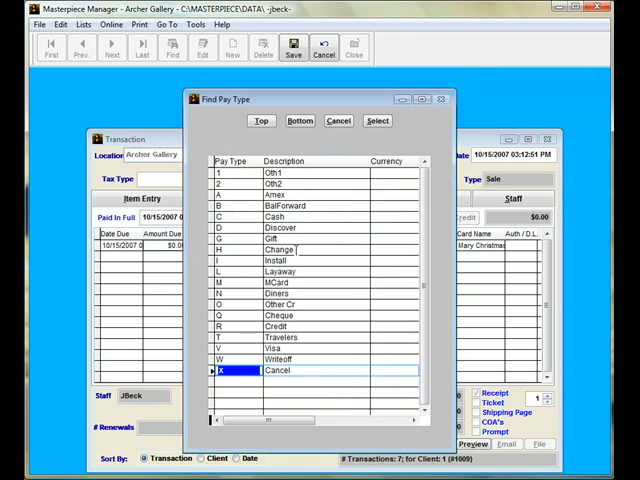 Masterpiece Manager - Archer Gallery - C:\MASTERPIECE\DATA\ -jbeck-
File Edit Lists Online Print Go To Tools Help
First Prev. Next Last Find Edit New Delete Save Cancel Close
Find Pay Type
Top Bottom Cancel Select
Transaction
Location Archer Gallery
Date 10/15/2007 03:12:51 PM
Tax Type
Type Sale
Item Entry
Staff
Paid In Full 10/15/2007 0
Credit $0.00
Date Due Amount Due
Card Name Auth / D.L.
10/15/2007 0 $0.0
Mary Christmas
Pay Type Description Currency
1 Oth1
2 Oth2
A Amex
B BalForward
C Cash
D Discover
G Gift
H Change
I Install
L Layaway
M MCard
N Diners
O Other Cr
Q Cheque
R Credit
T Travelers
V Visa
W Writeoff
X Cancel
Staff JBeck
# Renewals
Receipt 1
Ticket
Shipping Page
COA's
Prompt
Preview Email File
Sort By: Transaction Client Date
# Transactions: 7; for Client: 1 (#1009)